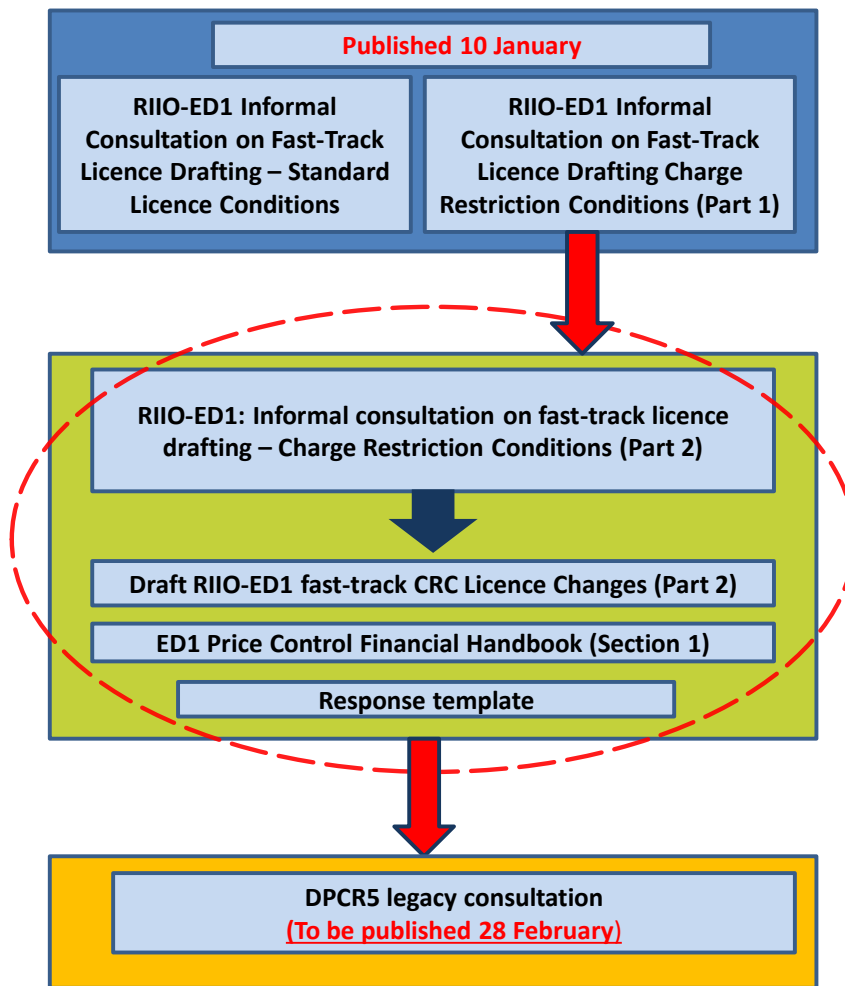 Published 10 January
RIIO-ED1 Informal
Consultation on Fast-Track
Licence Drafting – Standard
Licence Conditions
RIIO-ED1 Informal
Consultation on Fast-Track
Licence Drafting Charge
Restriction Conditions (Part 1)
RIIO-ED1: Informal consultation on fast-track licence
drafting – Charge Restriction Conditions (Part 2)
Draft RIIO-ED1 fast-track CRC Licence Changes (Part 2)
ED1 Price Control Financial Handbook (Section 1)
Response template
DPCR5 legacy consultation
(To be published 28 February)